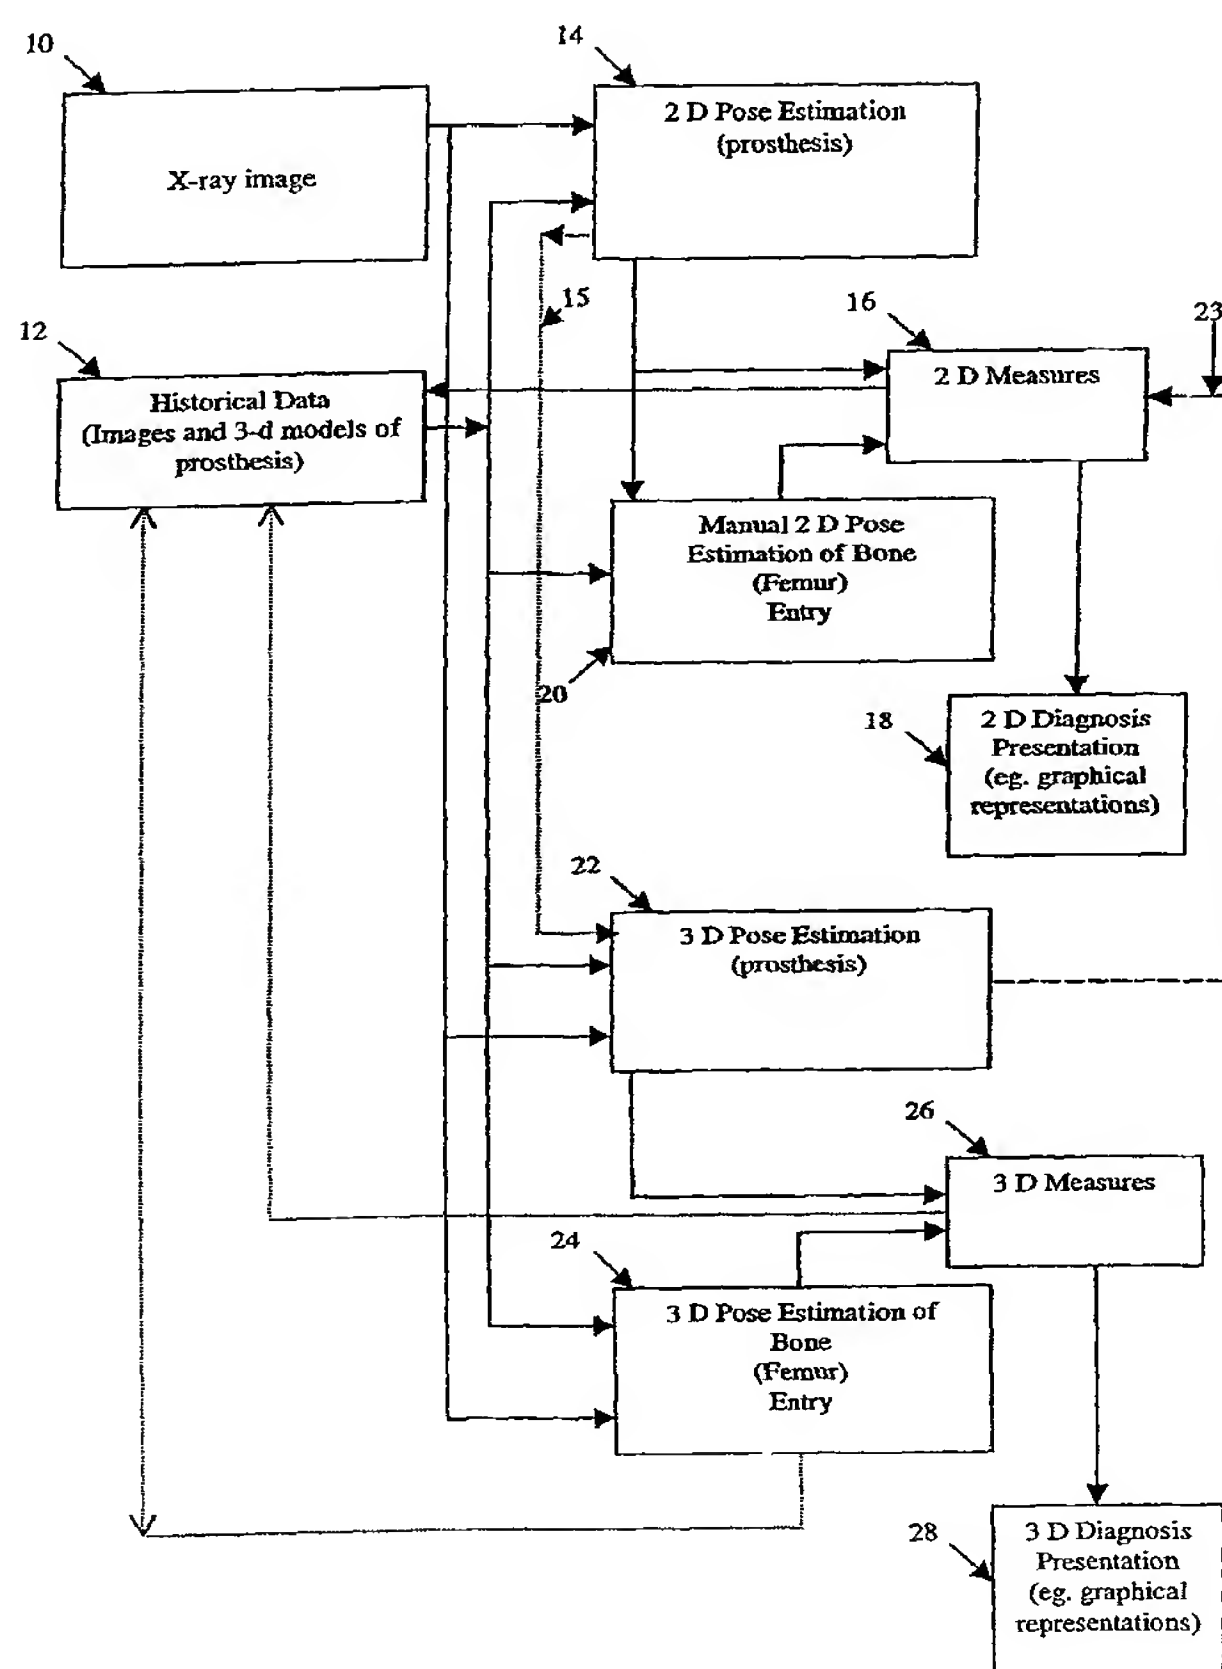 10
14
2 D Pose Estimation
(prosthesis)
X-ray image
15
16
23
12
2 D Measures
Historical Data
(Images and 3-d models of
prosthesis)
Manual 2 D Pose
Estimation of Bone
(Femur)
Entry
20
18
2 D Diagnosis
Presentation
(eg. graphical
representations)
22
3 D Pose Estimation
(prosthesis)
26
3 D Measures
24
3 D Pose Estimation of
Bone
(Femur)
Entry
28
3 D Diagnosis
Presentation
(eg. graphical
representations)